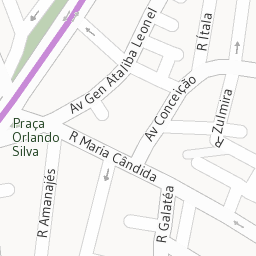 Av Gen Ataliba Leonel
R Ítala
Av Conceição
R. Zulmira
Praça
Orlando
Silva
R Maria Cândida
R Amanajés
R Galatéa